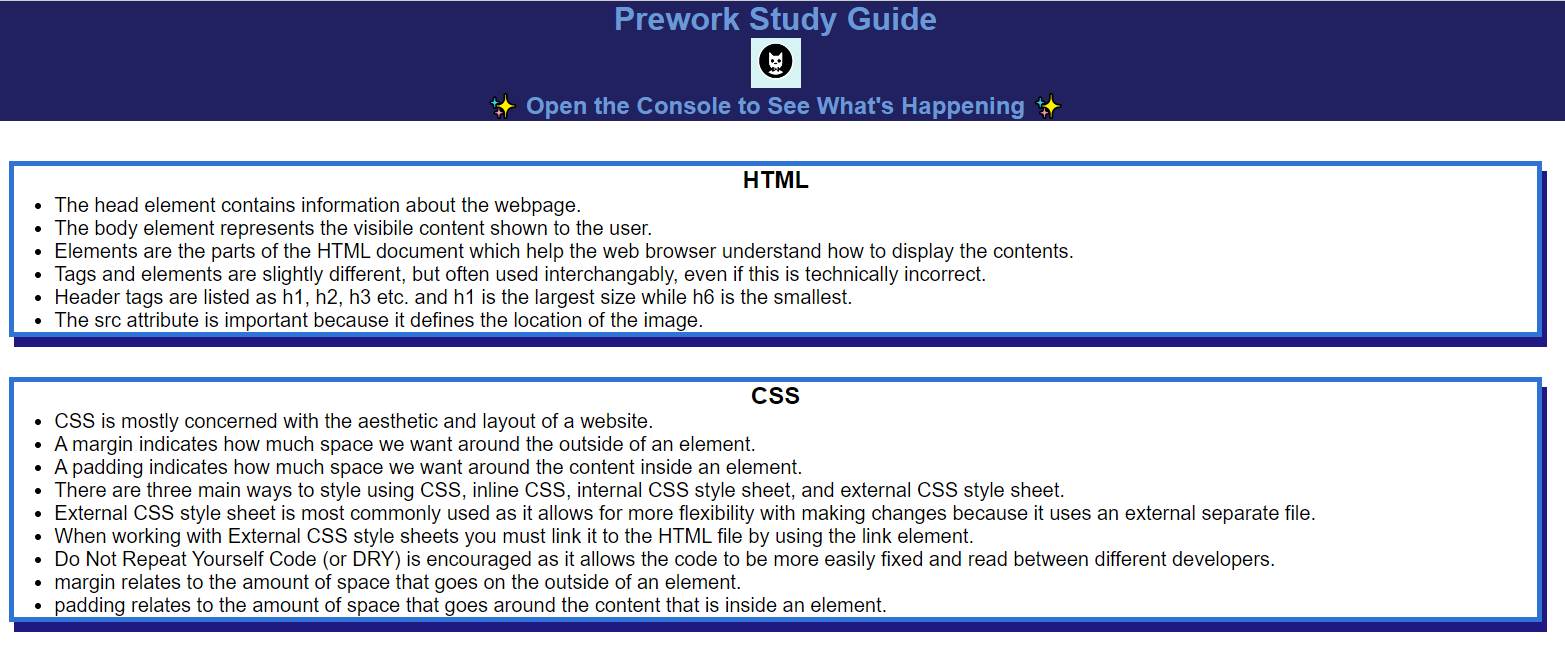 Prework Study Guide
✨ Open the Console to See What's Happening ✨
HTML
• The head element contains information about the webpage.
• The body element represents the visibile content shown to the user.
• Elements are the parts of the HTML document which help the web browser understand how to display the contents.
• Tags and elements are slightly different, but often used interchangably, even if this is technically incorrect.
• Header tags are listed as h1, h2, h3 etc. and h1 is the largest size while h6 is the smallest.
• The src attribute is important because it defines the location of the image.
CSS
• CSS is mostly concerned with the aesthetic and layout of a website.
• A margin indicates how much space we want around the outside of an element.
• A padding indicates how much space we want around the content inside an element.
• There are three main ways to style using CSS, inline CSS, internal CSS style sheet, and external CSS style sheet.
• External CSS style sheet is most commonly used as it allows for more flexibility with making changes because it uses an external separate file.
• When working with External CSS style sheets you must link it to the HTML file by using the link element.
• Do Not Repeat Yourself Code (or DRY) is encouraged as it allows the code to be more easily fixed and read between different developers.
• margin relates to the amount of space that goes on the outside of an element.
• padding relates to the amount of space that goes around the content that is inside an element.